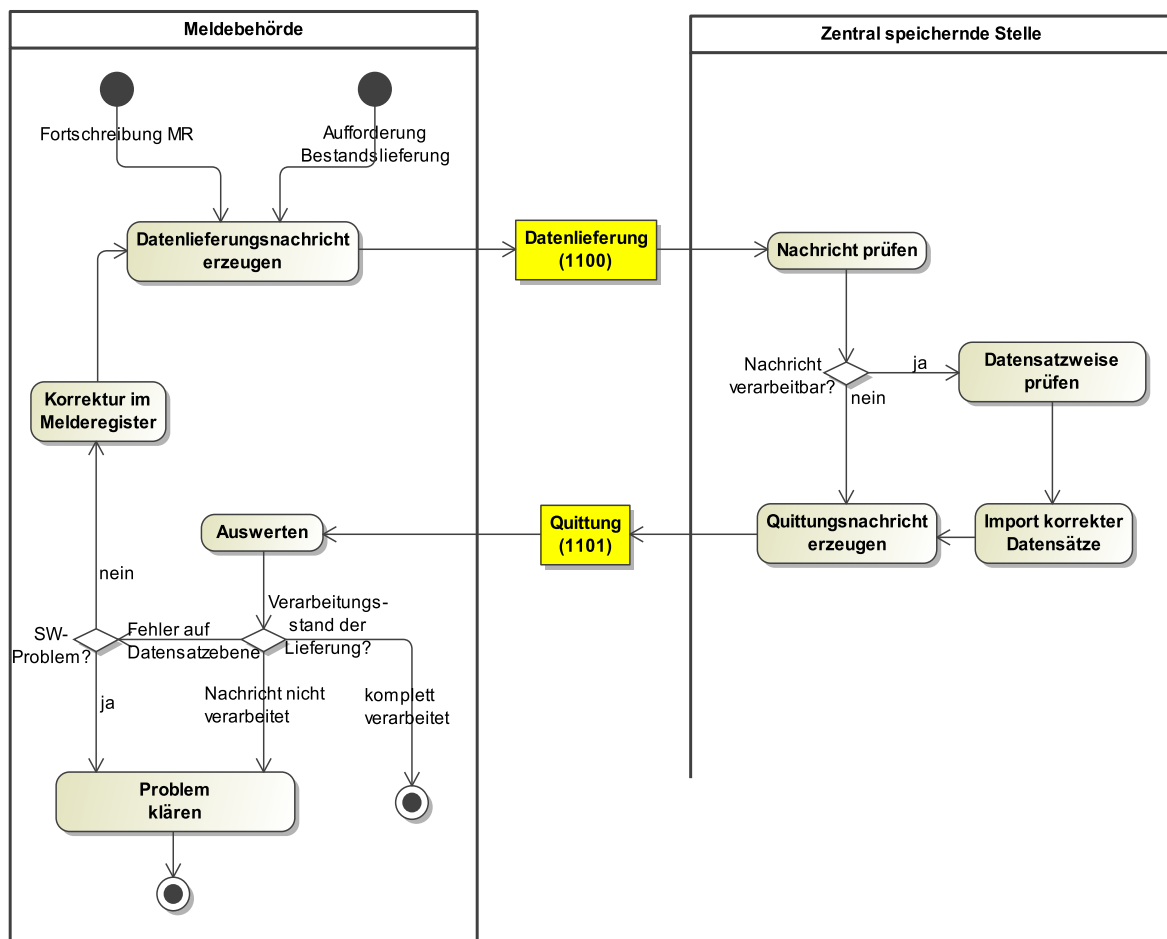 Meldebehörde
Zentral speichernde Stelle
Fortschreibung MR
Aufforderung
Bestandslieferung
Datenlieferungsnachricht
erzeugen
Datenlieferung
(1100)
Nachricht prüfen
Nachricht
verarbeitbar?
ja
nein
Datensatzweise
prüfen
Korrektur im
Melderegister
Auswerten
Quittung
(1101)
Quittungsnachricht
erzeugen
Import korrekter
Datensätze
nein
SW-
Problem?
Fehler auf
Datensatzebene
Verarbeitungs-
stand der
Lieferung?
ja
Nachricht nicht
verarbeitet
komplett
verarbeitet
Problem
klären